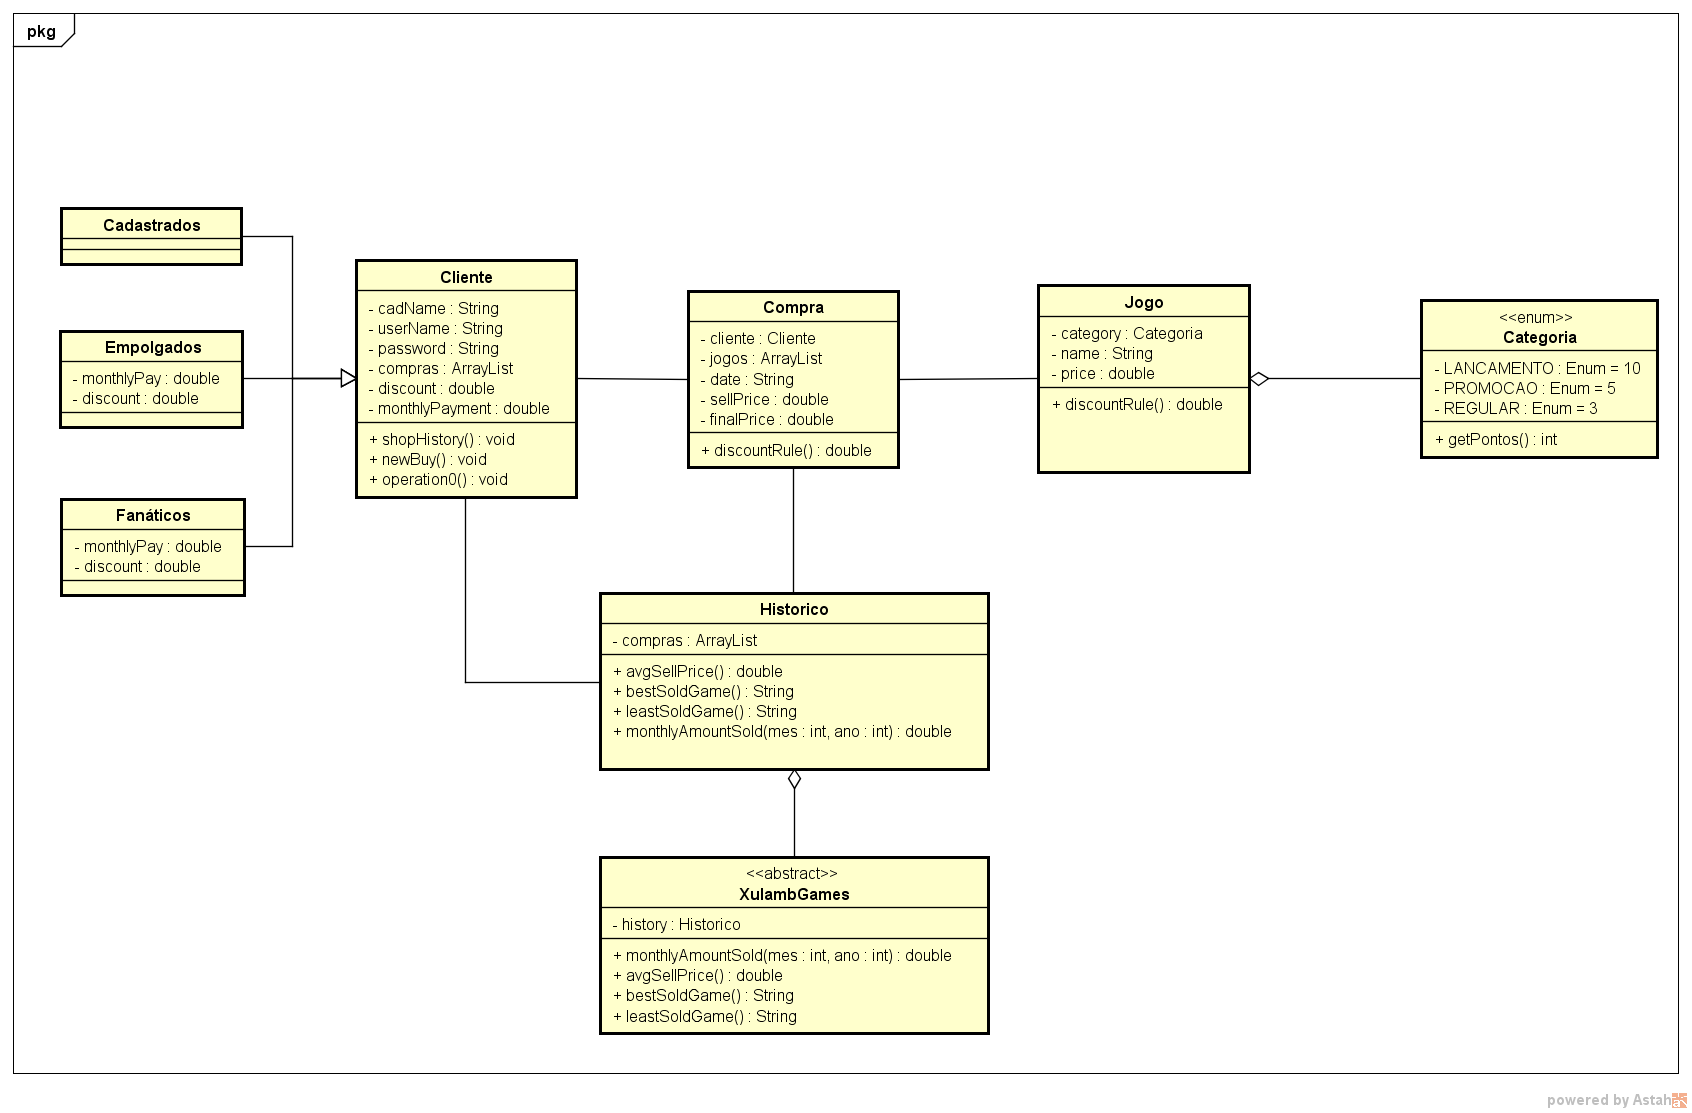 pkg
Cadastrados
Empolgados
- monthlyPay : double
- discount : double
Fanáticos
- monthlyPay : double
- discount : double
Cliente
- cadName : String
- userName : String
- password : String
- compras : ArrayList
- discount : double
- monthlyPayment : double
+ shopHistory() : void
+ newBuy() : void
+ operation0() : void
Compra
- cliente : Cliente
- jogos : ArrayList
- date : String
- sellPrice : double
- finalPrice : double
+ discountRule() : double
Jogo
- category : Categoria
- name : String
- price : double
+ discountRule() : double
<<enum>>
Categoria
- LANCAMENTO : Enum = 10
- PROMOCAO : Enum = 5
- REGULAR : Enum = 3
+ getPontos() : int
Historico
- compras : ArrayList
+ avgSellPrice() : double
+ bestSoldGame() : String
+ leastSoldGame() : String
+ monthlyAmountSold(mes : int, ano : int) : double
<<abstract>>
XulambGames
- history : Historico
+ monthlyAmountSold(mes : int, ano : int) : double
+ avgSellPrice() : double
+ bestSoldGame() : String
+ leastSoldGame() : String
powered by Astah